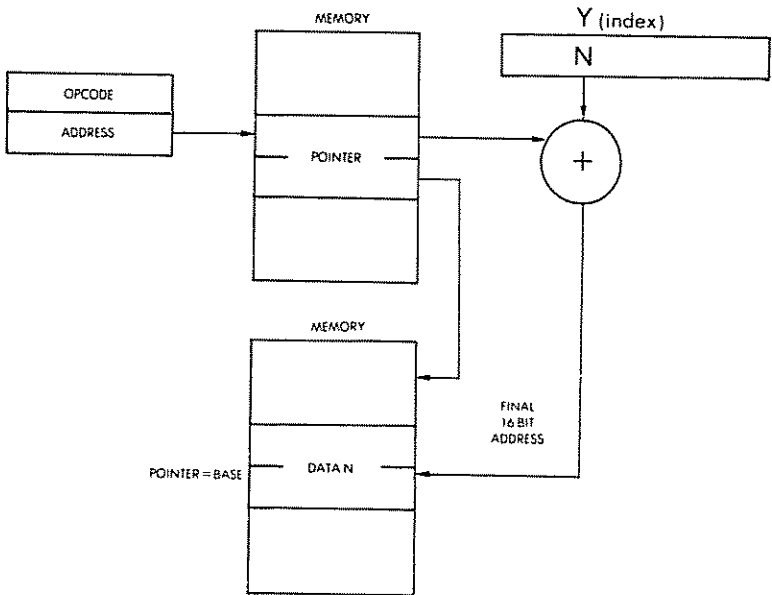 MEMORY
Y (index)
N
OPCODE
ADDRESS
POINTER
+
MEMORY
FINAL
16 BIT
ADDRESS
POINTER = BASE
DATA N